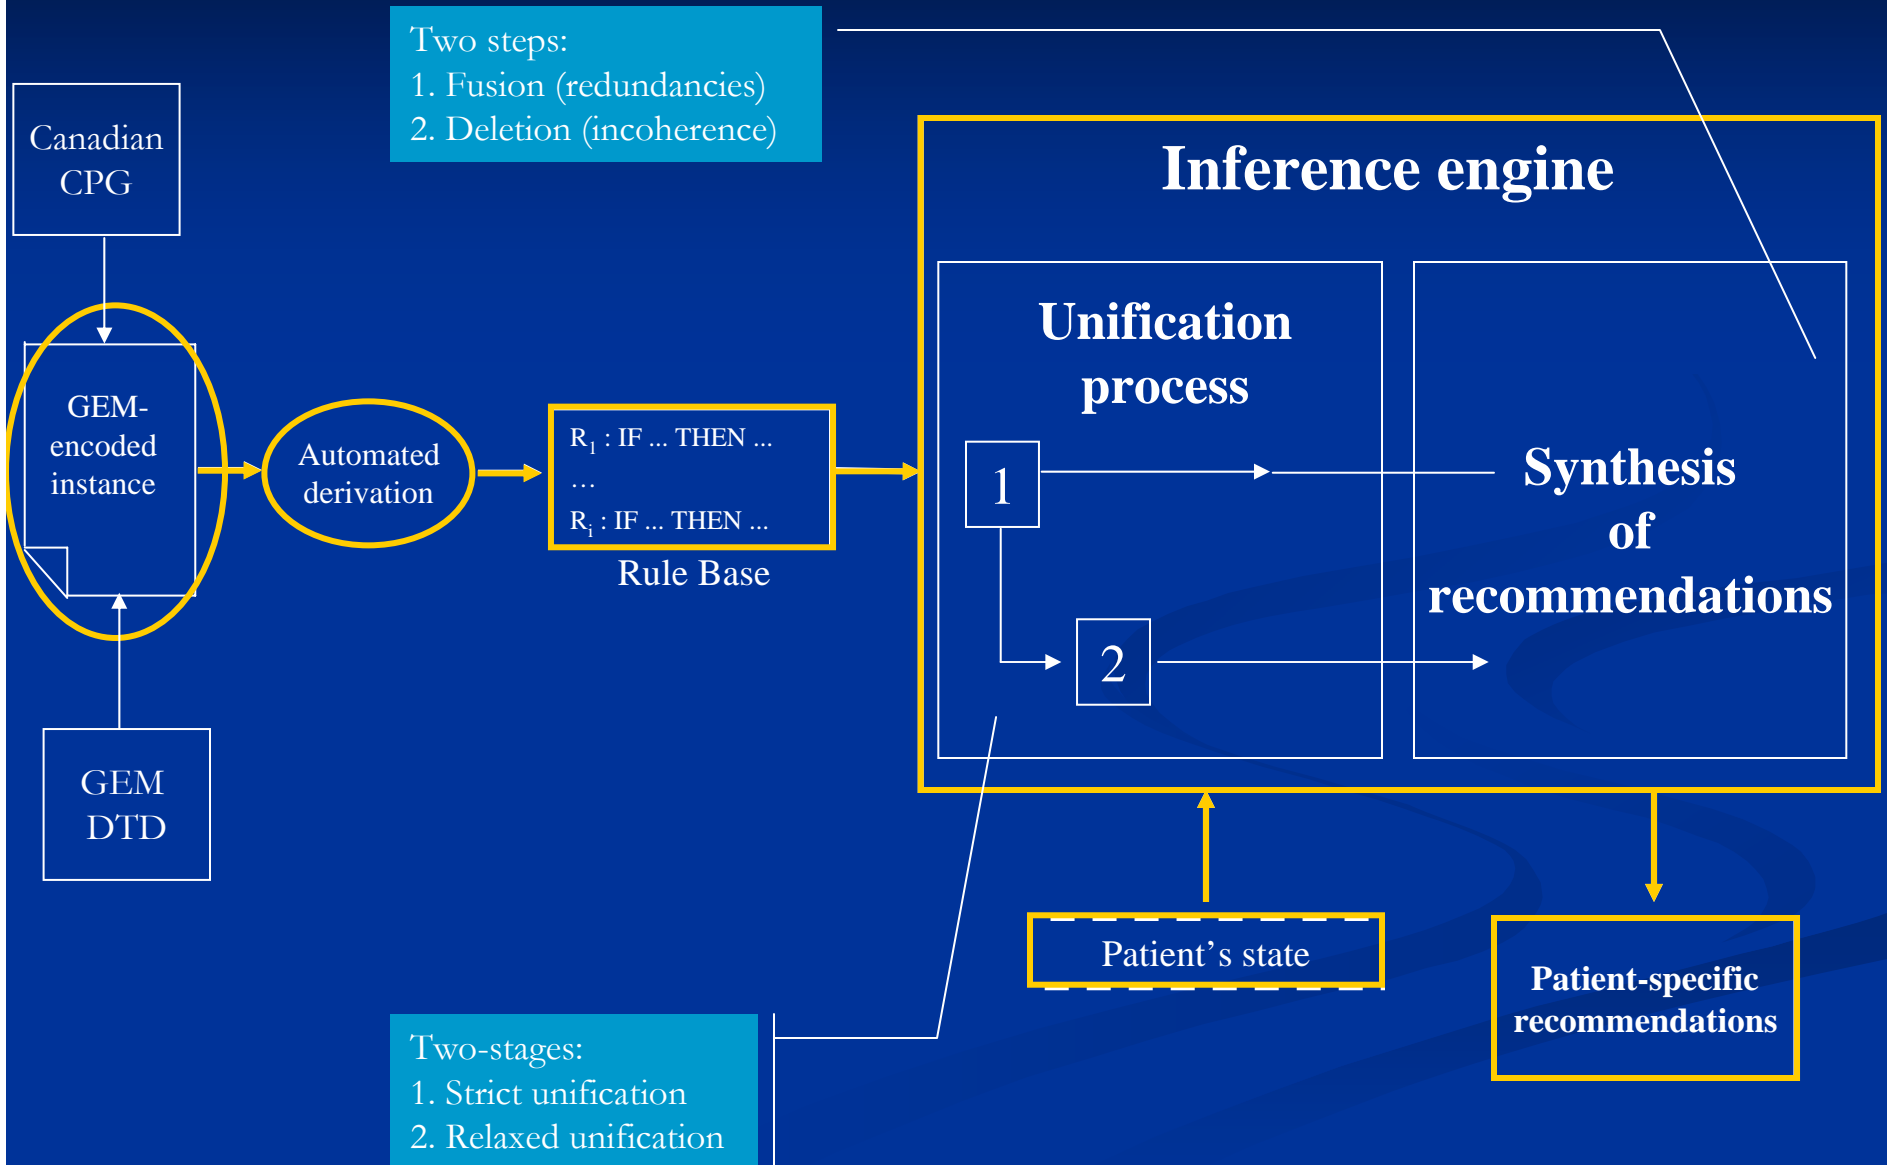 Two steps:
1. Fusion (redundancies)
2. Deletion (incoherence)
Canadian
CPG
GEM-
encoded
instance
GEM
DTD
Automated
derivation
R1 : IF ... THEN ...
...
Ri : IF ... THEN ...
Rule Base
Inference engine
Unification
process
1
2
Synthesis
of
recommendations
Patient’s state
Patient-specific
recommendations
Two-stages:
1. Strict unification
2. Relaxed unification